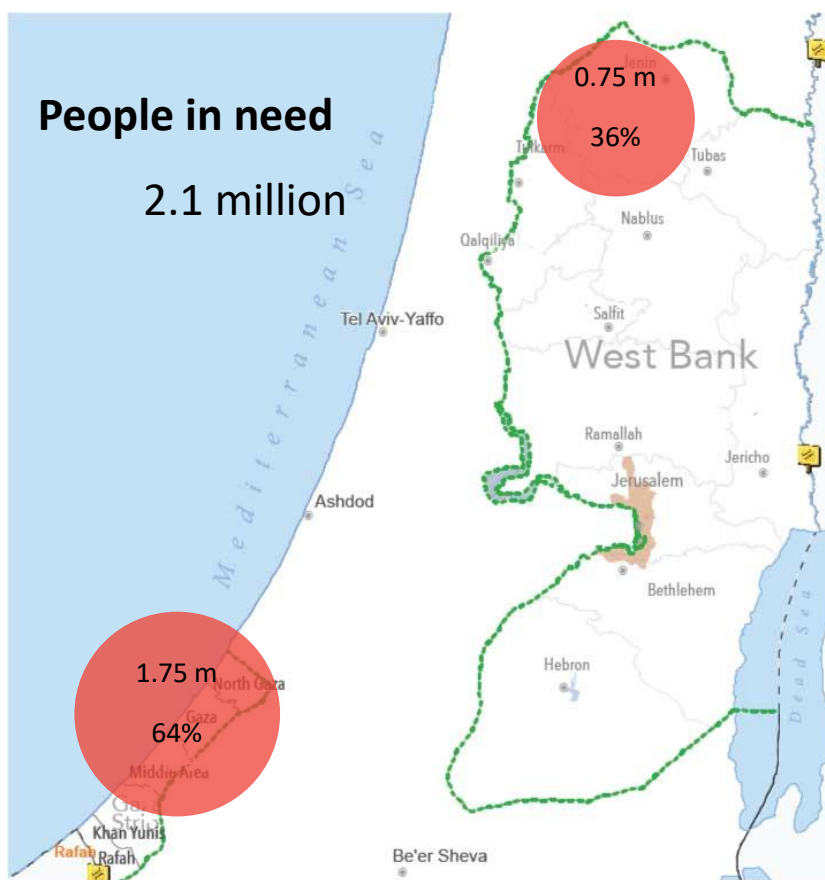 People in need
2.1 million
0.75 m
36%
Jenin
Tulkarm
Tubas
Nablus
Qalqiliya
Salfit
Tel Aviv-Yaffo
West Bank
Mediterranean Sea
Ramallah
Jericho
Jerusalem
Ashdod
Bethlehem
Dead Sea
Hebron
1.75 m
64%
North Gaza
Gaza
Middle Area
Gaza
Strip
Khan Yunis
Rafah
Rafah
Be'er Sheva